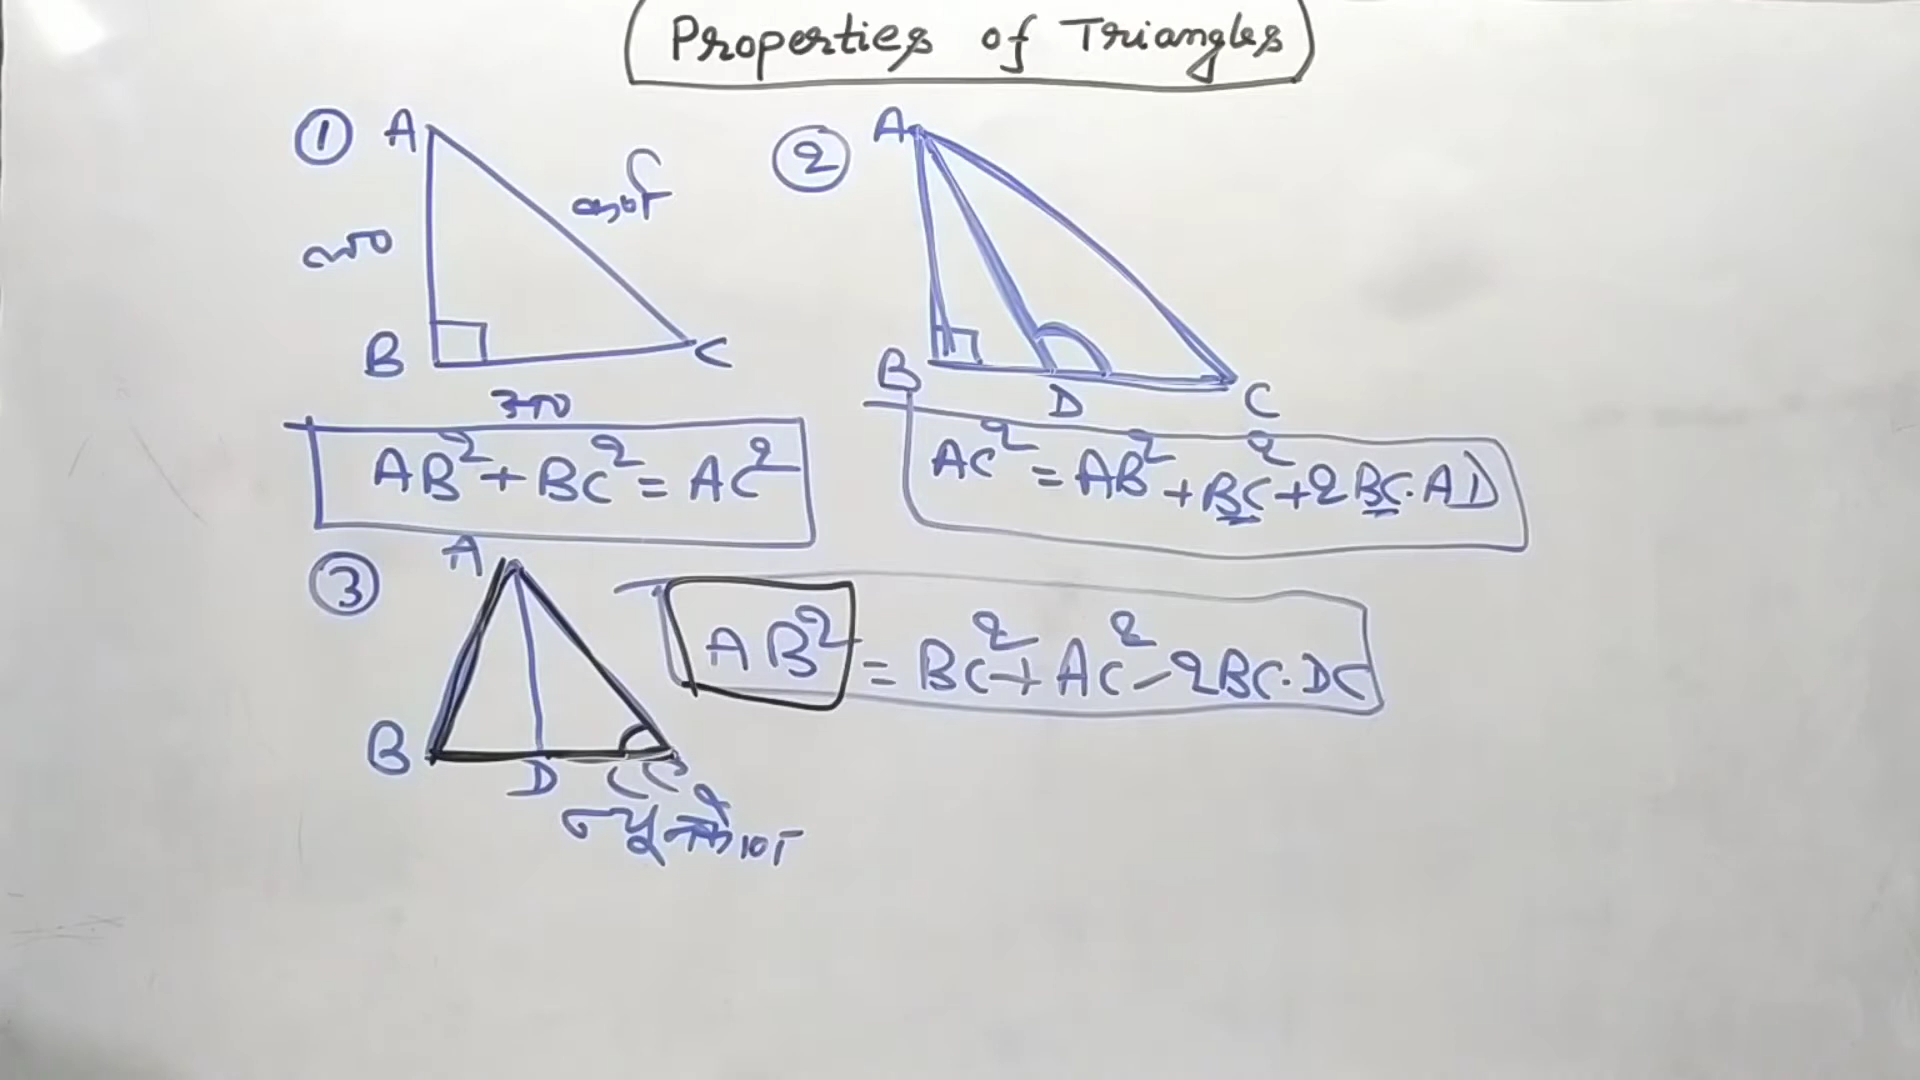 Properties of Triangles
① A
लम्ब
कर्ण
B
C
आ०
AB² + BC² = AC²
② A
B
D
C
AC² = AB² + BC² + 2BC·AD
③ A
B
D
C
न्यूनकोण
AB² = BC² + AC² - 2BC·DC